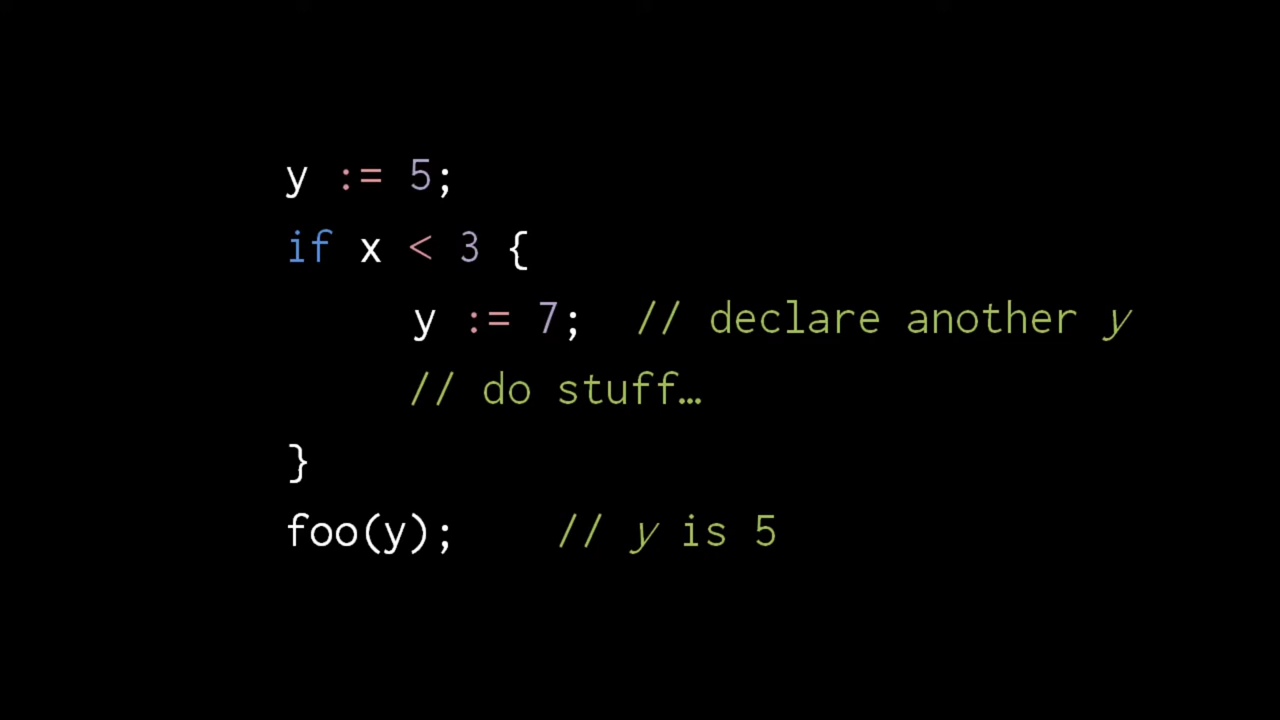 y := 5;
if x < 3 {
y := 7; // declare another y
// do stuff…
}
foo(y); // y is 5